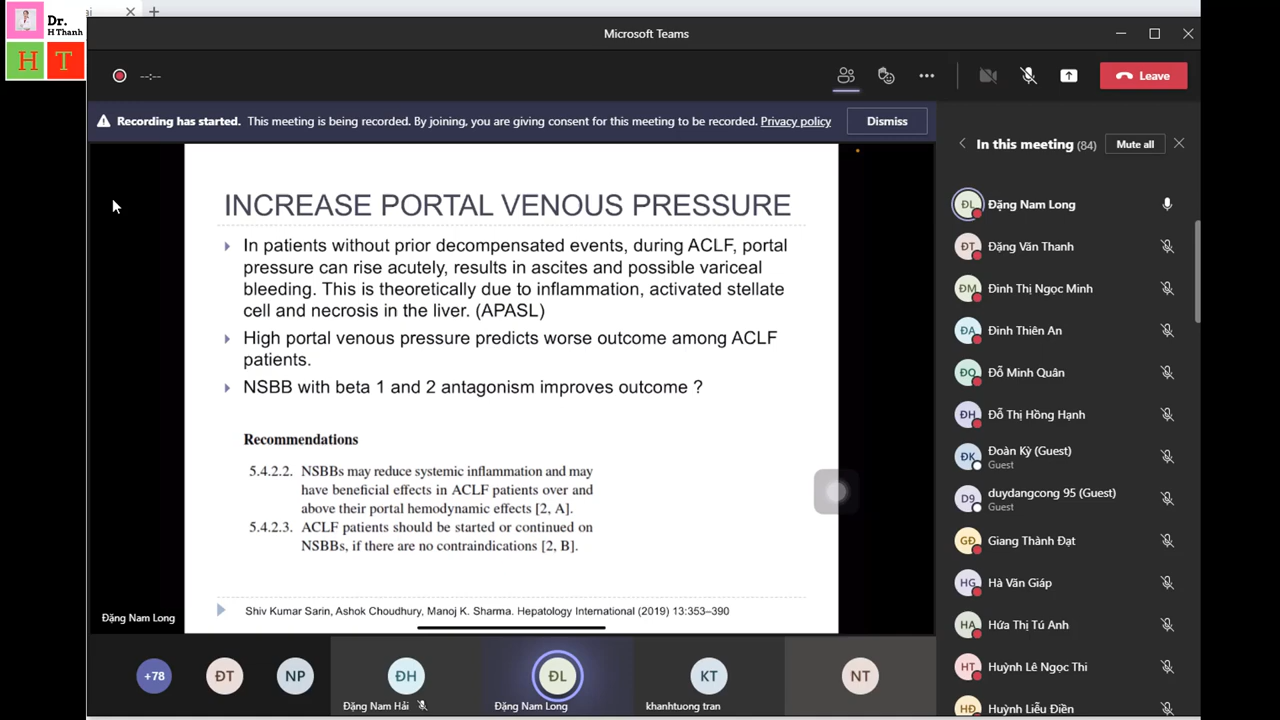 Dr.
H Thanh
H T
Microsoft Teams
--:--
Leave
Recording has started. This meeting is being recorded. By joining, you are giving consent for this meeting to be recorded. Privacy policy
Dismiss
INCREASE PORTAL VENOUS PRESSURE
In patients without prior decompensated events, during ACLF, portal
pressure can rise acutely, results in ascites and possible variceal
bleeding. This is theoretically due to inflammation, activated stellate
cell and necrosis in the liver. (APASL)
High portal venous pressure predicts worse outcome among ACLF
patients.
NSBB with beta 1 and 2 antagonism improves outcome ?
Recommendations
5.4.2.2. NSBBs may reduce systemic inflammation and may
have beneficial effects in ACLF patients over and
above their portal hemodynamic effects [2, A].
5.4.2.3. ACLF patients should be started or continued on
NSBBs, if there are no contraindications [2, B].
Shiv Kumar Sarin, Ashok Choudhury, Manoj K. Sharma. Hepatology International (2019) 13:353–390
Đặng Nam Long
+78
ĐT
NP
ĐH
Đặng Nam Hải
ĐL
Đặng Nam Long
KT
khanhtuong tran
NT
In this meeting (84)
Mute all
ĐL Đặng Nam Long
ĐT Đặng Văn Thanh
ĐM Đinh Thị Ngọc Minh
ĐA Đinh Thiên An
ĐQ Đỗ Minh Quân
ĐH Đỗ Thị Hồng Hạnh
ĐK Đoàn Kỳ (Guest)
Guest
D9 duydangcong 95 (Guest)
Guest
GĐ Giang Thành Đạt
HG Hà Văn Giáp
HA Hứa Thị Tú Anh
HT Huỳnh Lê Ngọc Thi
HĐ Huỳnh Liễu Điền